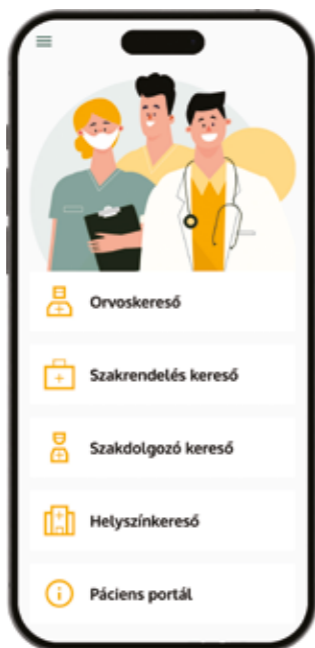 Orvoskereső
Szakrendelés kereső
Szakdolgozó kereső
Helyszínkereső
Páciens portál